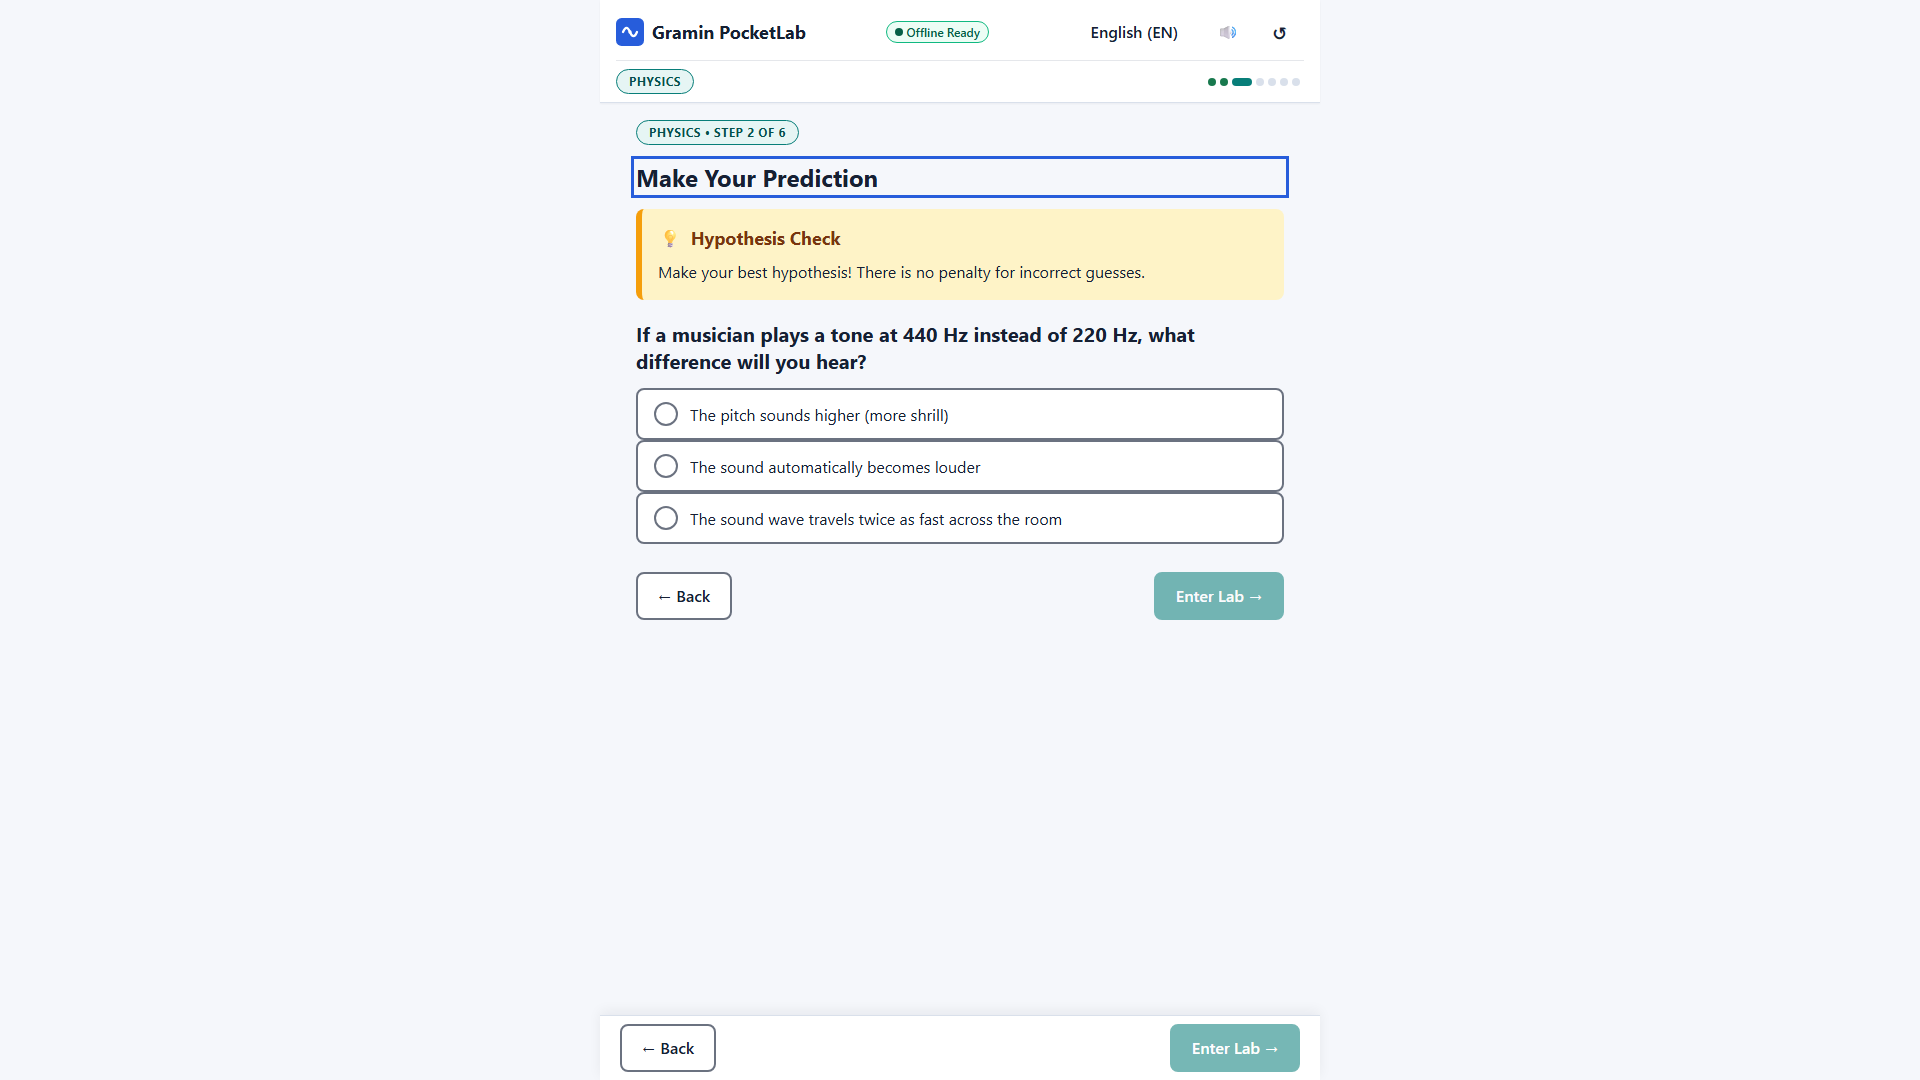 Gramin PocketLab
Offline Ready
English (EN)
PHYSICS
PHYSICS • STEP 2 OF 6
Make Your Prediction
Hypothesis Check
Make your best hypothesis! There is no penalty for incorrect guesses.
If a musician plays a tone at 440 Hz instead of 220 Hz, what
difference will you hear?
The pitch sounds higher (more shrill)
The sound automatically becomes louder
The sound wave travels twice as fast across the room
← Back
Enter Lab →
← Back
Enter Lab →